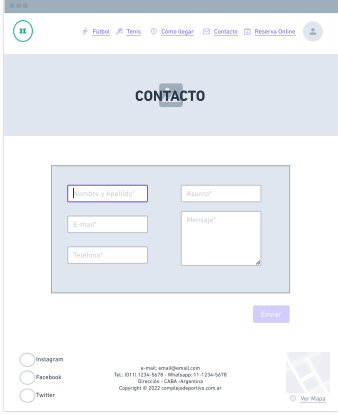 Fútbol Tenis Cómo llegar Contacto Reserva Online
CONTACTO
Nombre y Apellido* Asunto*
E-mail* Mensaje*
Teléfono*
Enviar
Instagram
Facebook
Twitter
e-mail: email@email.com
Tel.: (011) 1234-5678 - Whatsapp: 11-1234-5678
Dirección - CABA -Argentina
Copyright © 2022 complejodeportivo.com.ar
Ver Mapa